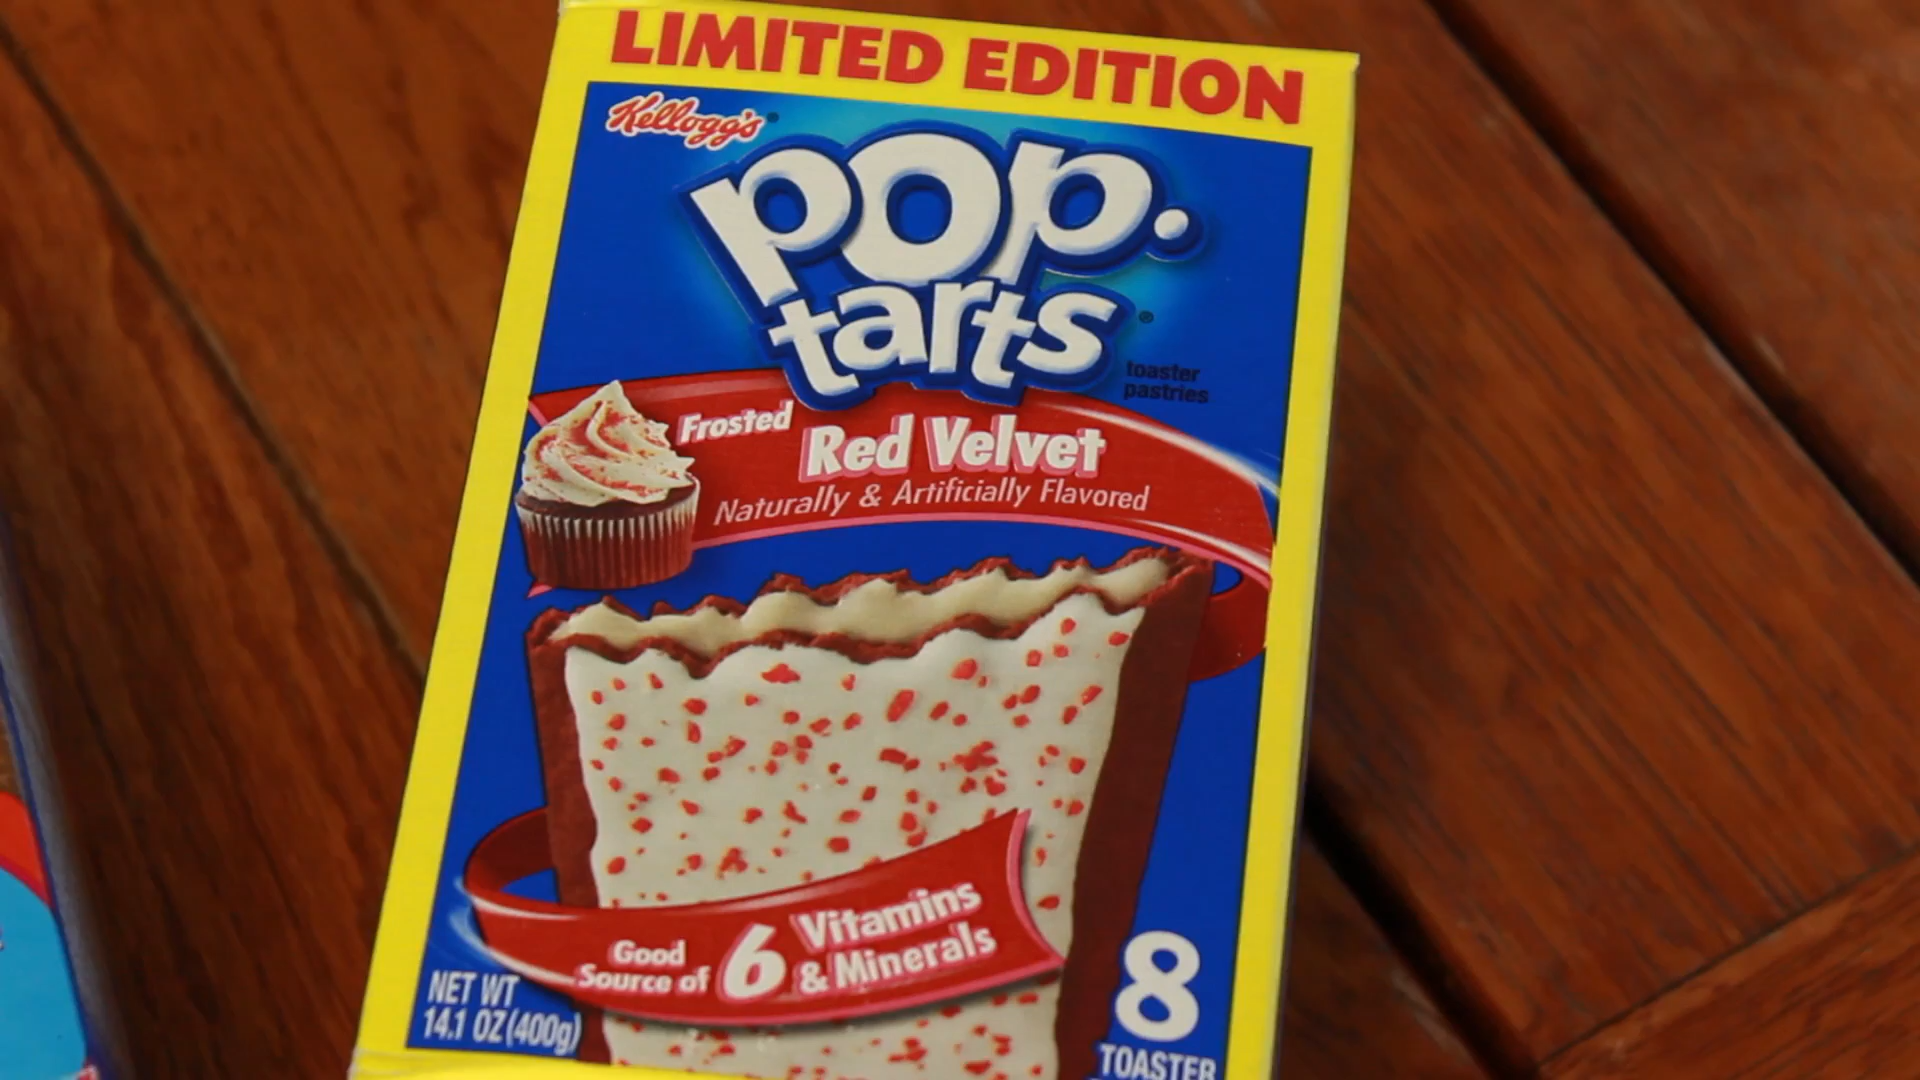 LIMITED EDITION
Kellogg's®
pop.
tarts®
toaster
pastries
Frosted
Red Velvet
Naturally & Artificially Flavored
Good
Source of
6
Vitamins
& Minerals
NET WT
14.1 OZ (400g)
8
TOASTER